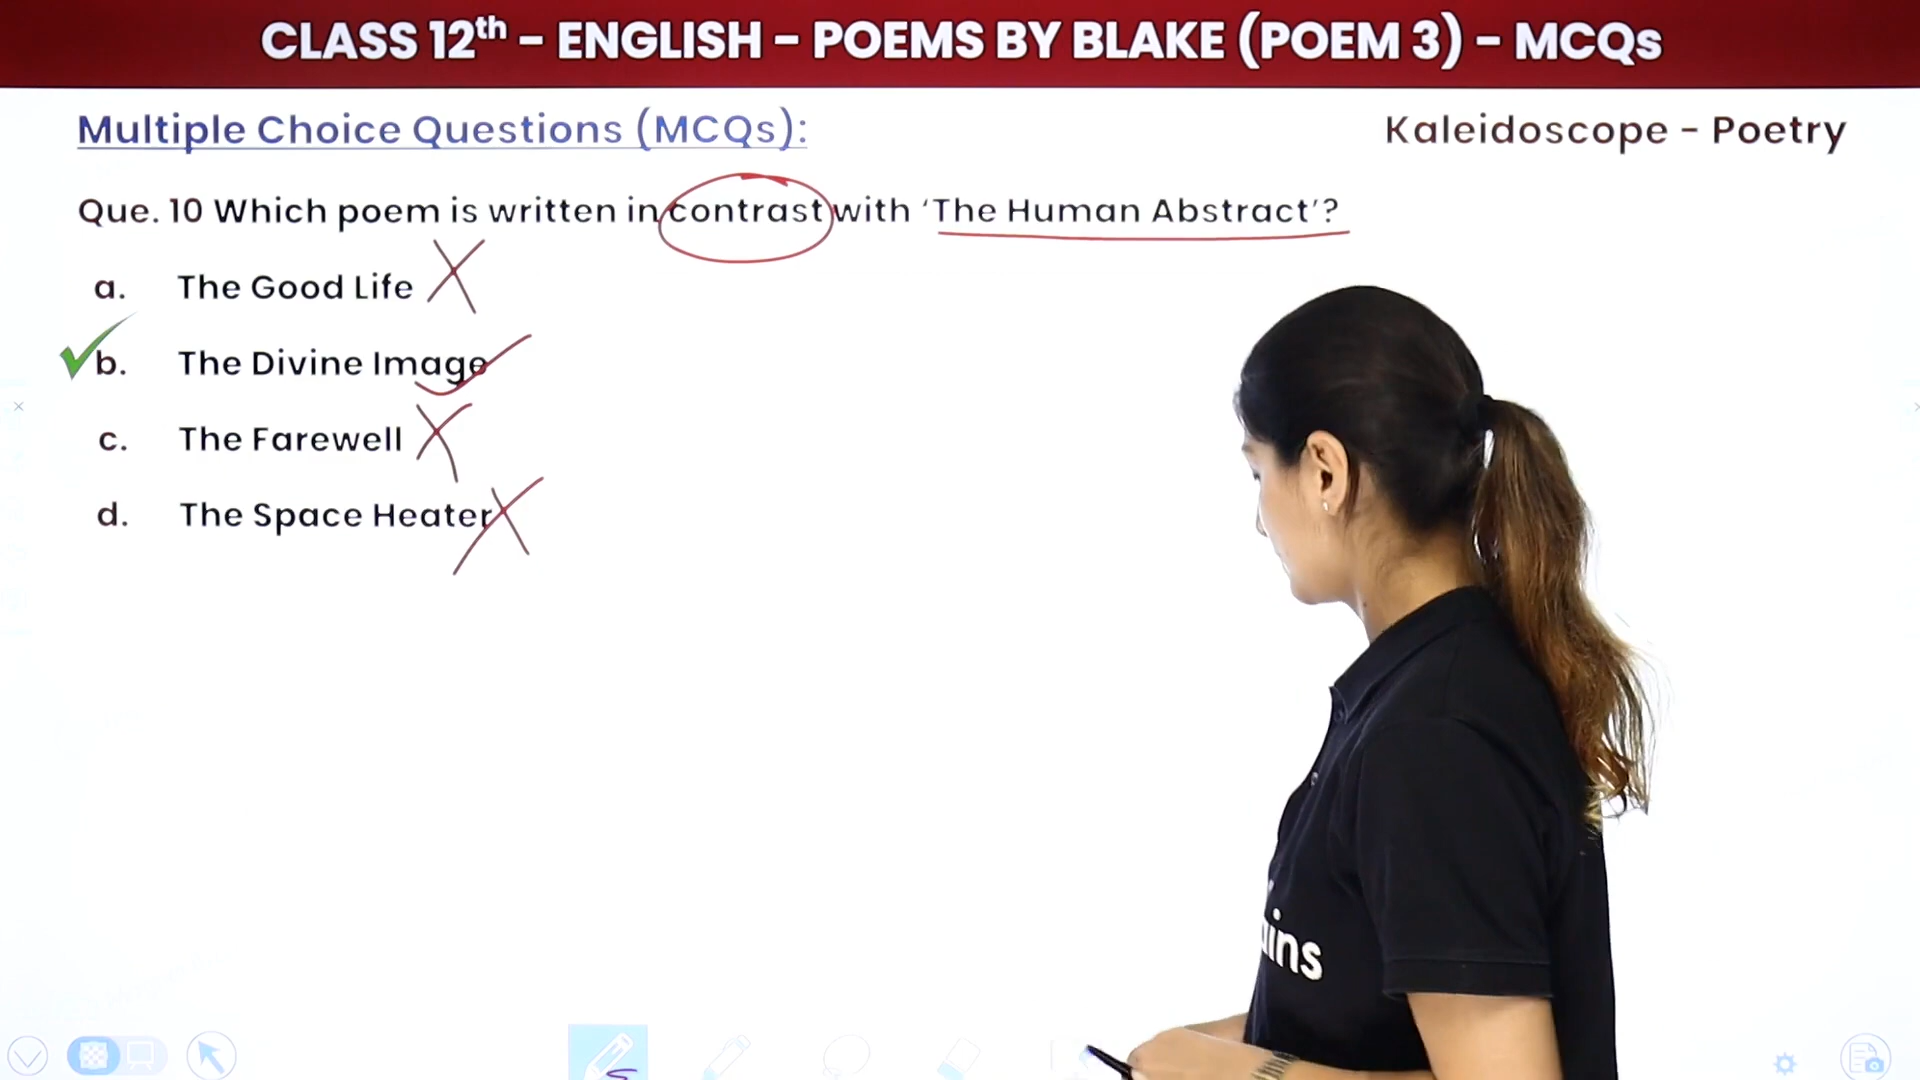 CLASS 12th - ENGLISH - POEMS BY BLAKE (POEM 3) - MCQs
Multiple Choice Questions (MCQs):
Kaleidoscope - Poetry
Que. 10 Which poem is written in contrast with ‘The Human Abstract’?
a. The Good Life
b. The Divine Image
c. The Farewell
d. The Space Heater
ins